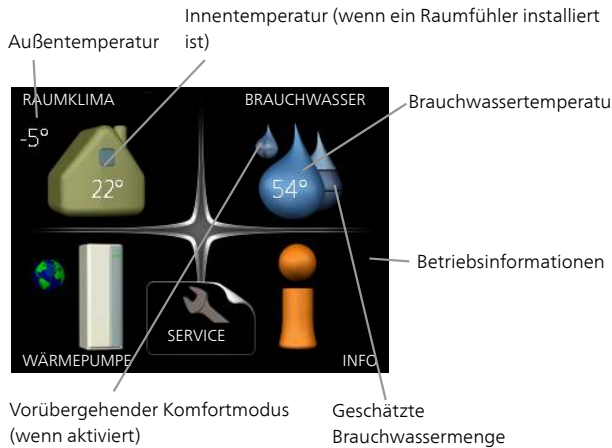 Innentemperatur (wenn ein Raumfühler installiert
ist)
Außentemperatur
RAUMKLIMA
BRAUCHWASSER
Brauchwassertemperatu
-5°
22°
54°
Betriebsinformationen
SERVICE
WÄRMEPUMPE
INFO
Vorübergehender Komfortmodus
(wenn aktiviert)
Geschätzte
Brauchwassermenge